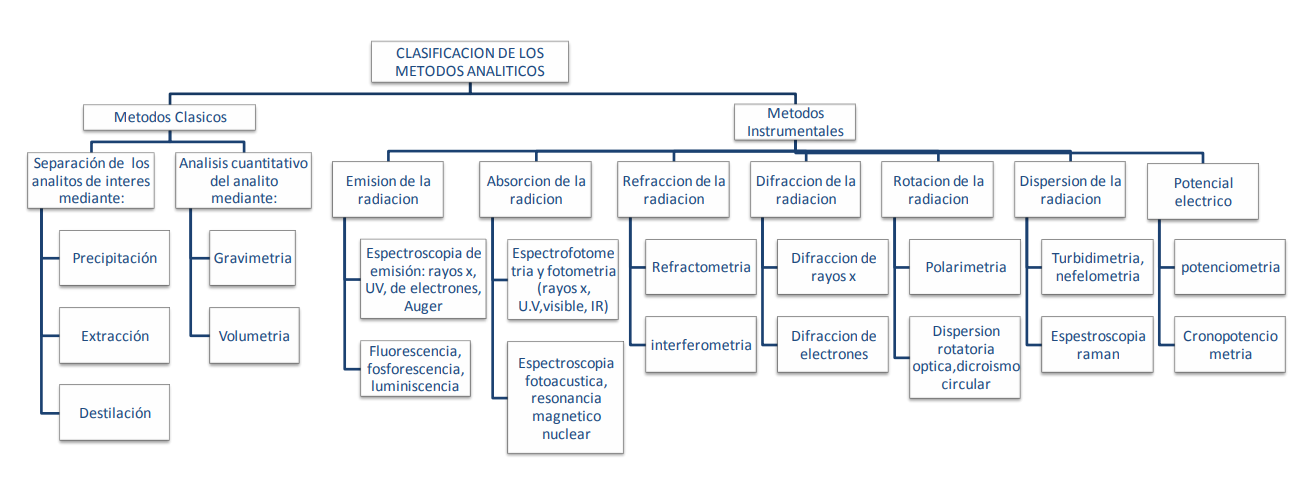 CLASIFICACION DE LOS
METODOS ANALITICOS
Metodos Clasicos
Separación de los
analitos de interes
mediante:
Precipitación
Extracción
Destilación
Analisis cuantitativo
del analito
mediante:
Gravimetria
Volumetria
Metodos
Instrumentales
Emision de la
radiacion
Espectroscopia de
emisión: rayos x,
UV, de electrones,
Auger
Fluorescencia,
fosforescencia,
luminiscencia
Absorcion de la
radicion
Espectrofotome
tria y fotometria
(rayos x,
U.V,visible, IR)
Espectroscopia
fotoacustica,
resonancia
magnetico
nuclear
Refraccion de la
radiacion
Refractometria
interferometria
Difraccion de la
radiacion
Difraccion de
rayos x
Difraccion de
electrones
Rotacion de la
radiacion
Polarimetria
Dispersion
rotatoria
optica,dicroismo
circular
Dispersion de la
radiacion
Turbidimetria,
nefelometria
Espestroscopia
raman
Potencial
electrico
potenciometria
Cronopotencio
metria